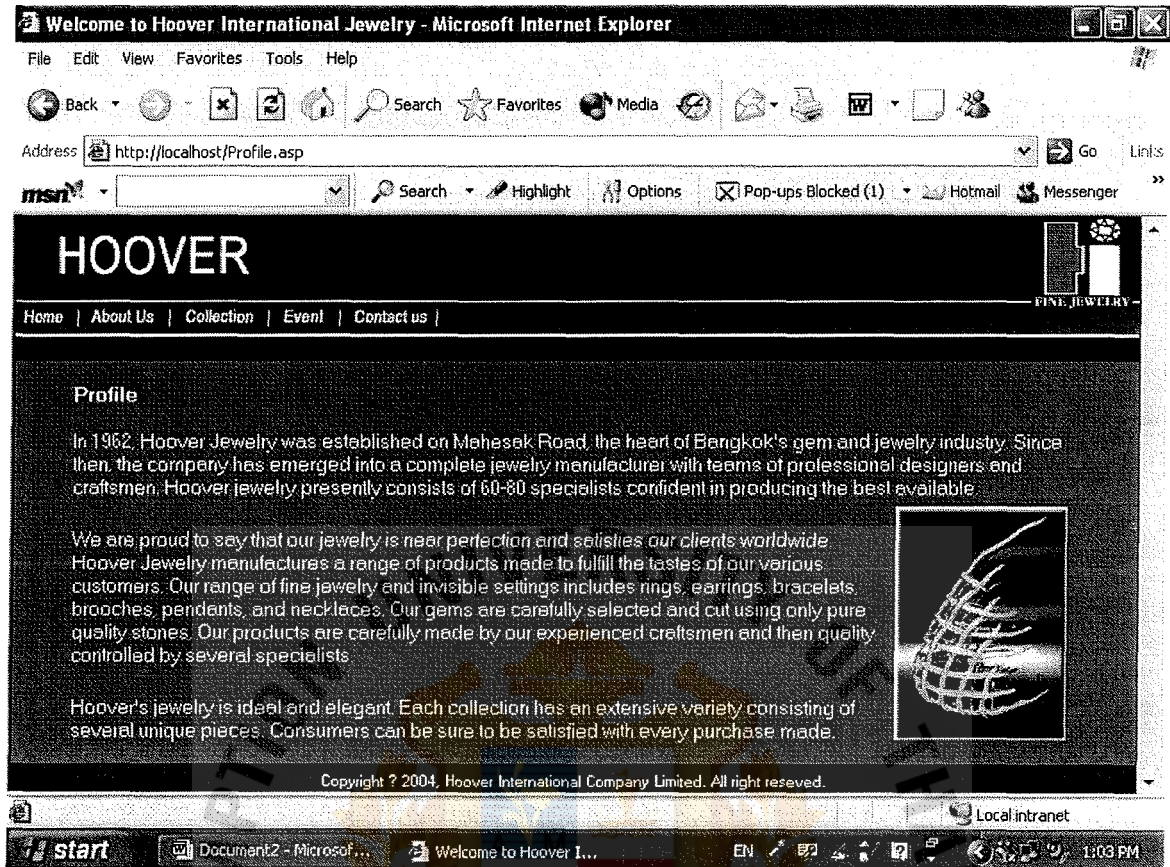 Welcome to Hoover International Jewelry - Microsoft Internet Explorer
File Edit View Favorites Tools Help
Back Search Favorites Media
Address http://localhost/Profile.asp Go Links
msn Search Highlight Options Pop-ups Blocked (1) Hotmail Messenger »
HOOVER
FINE JEWELRY
Home | About Us | Collection | Event | Contact us |
Profile
In 1962, Hoover Jewelry was established on Mahesak Road, the heart of Bangkok's gem and jewelry industry. Since
then, the company has emerged into a complete jewelry manufacturer with teams of professional designers and
craftsmen. Hoover jewelry presently consists of 60-80 specialists confident in producing the best available.
We are proud to say that our jewelry is near perfection and satisfies our clients worldwide
Hoover Jewelry manufactures a range of products made to fulfill the tastes of our various
customers. Our range of fine jewelry and invisible settings includes rings, earrings, bracelets,
brooches, pendants, and necklaces. Our gems are carefully selected and cut using only pure
quality stones. Our products are carefully made by our experienced craftsmen and then quality
controlled by several specialists
Hoover's jewelry is ideal and elegant. Each collection has an extensive variety consisting of
several unique pieces. Consumers can be sure to be satisfied with every purchase made.
Copyright ? 2004, Hoover International Company Limited. All right reseved.
Local intranet
start Document2 - Microsof... Welcome to Hoover I... EN 1:03 PM